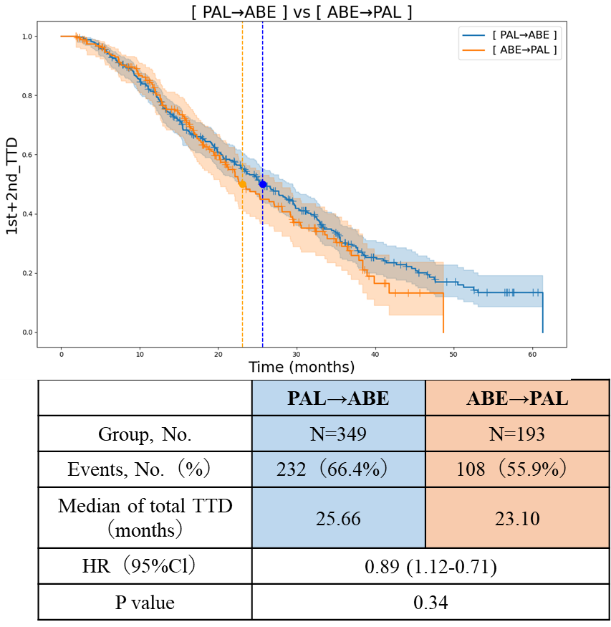 [ PAL→ABE ] vs [ ABE→PAL ]
[ PAL→ABE ]
[ ABE→PAL ]
1st+2nd_TTD
1.0
0.8
0.6
0.4
0.2
0.0
0 10 20 30 40 50 60
Time (months)
PAL→ABE ABE→PAL
Group, No. N=349 N=193
Events, No.（%） 232（66.4%） 108（55.9%）
Median of total TTD
（months） 25.66 23.10
HR（95%Cl） 0.89 (1.12-0.71)
P value 0.34